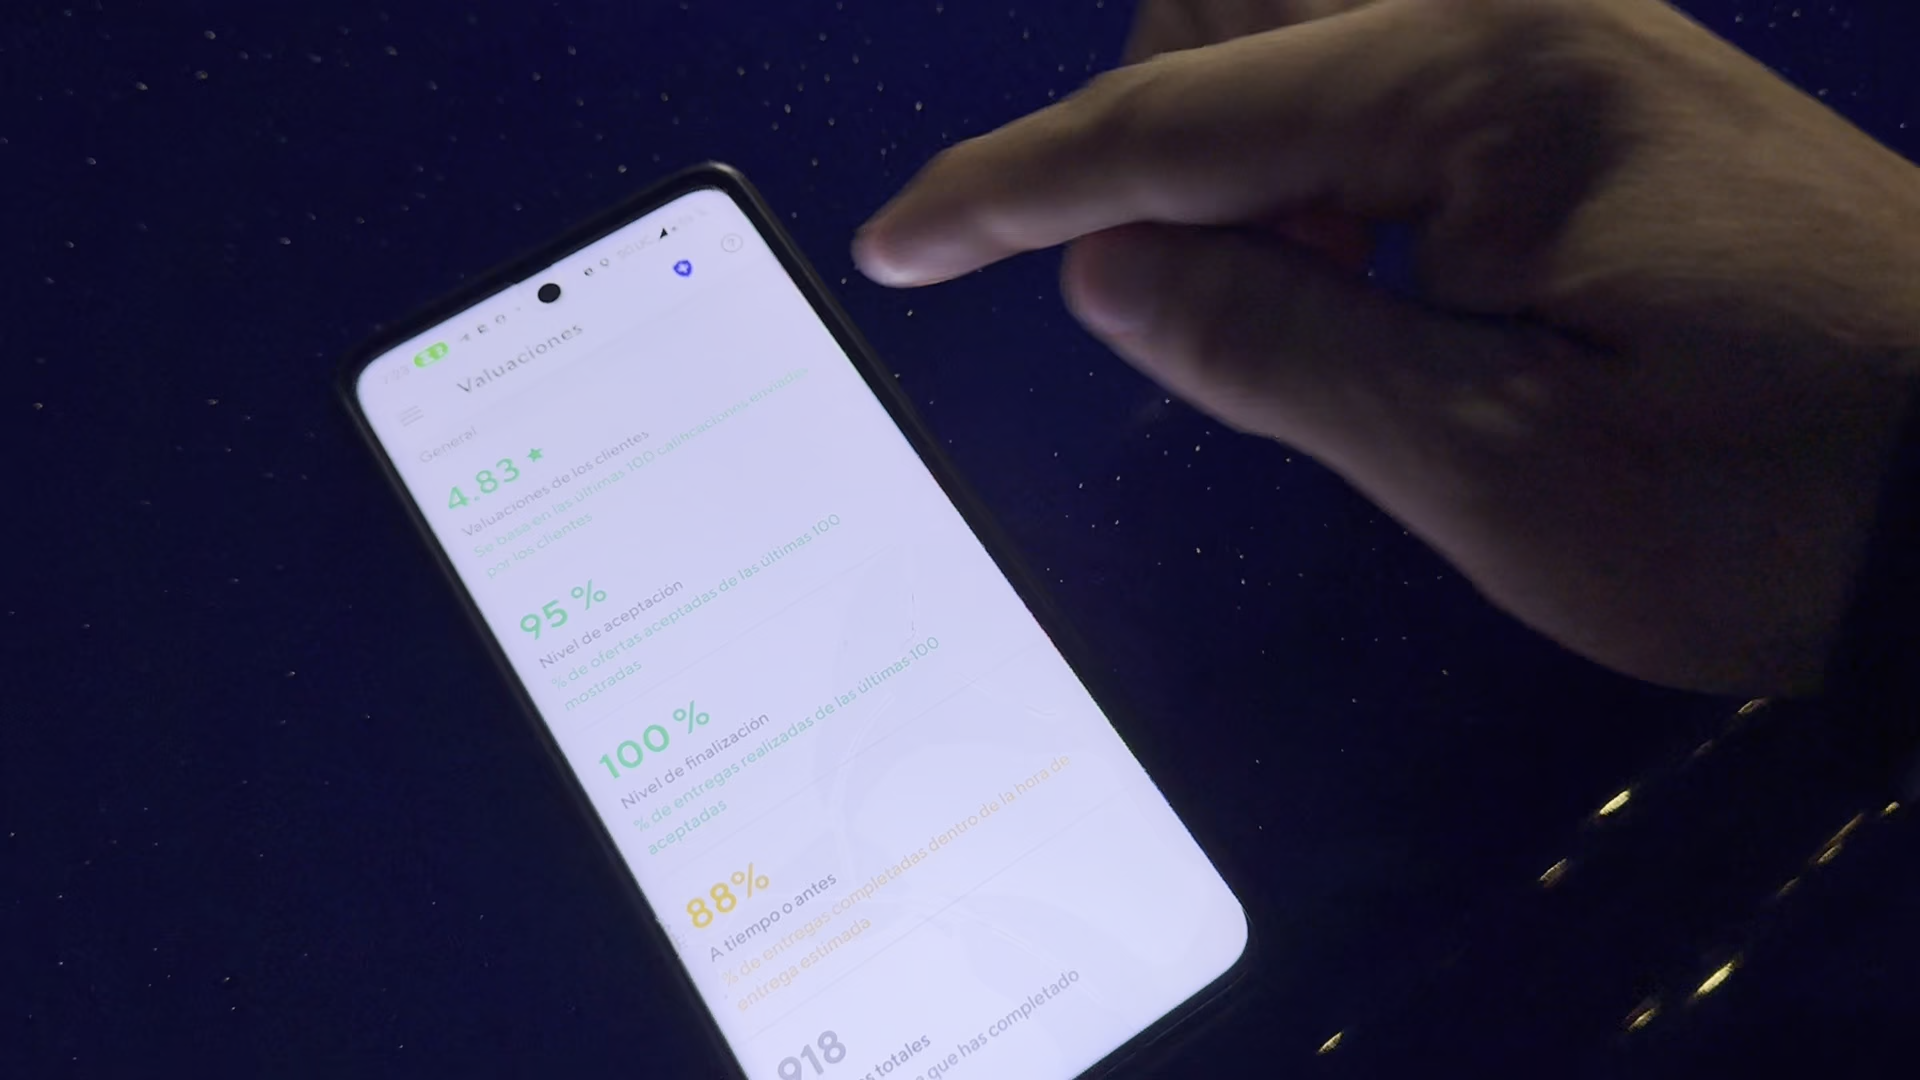 Valuaciones
General
4.83 ★
Valuaciones de los clientes
Se basa en las últimas 100 calificaciones enviadas
por los clientes
95 %
Nivel de aceptación
% de ofertas aceptadas de las últimas 100
mostradas
100 %
Nivel de finalización
% de entregas realizadas de las últimas 100
aceptadas
88%
A tiempo o antes
% de entregas completadas dentro de la hora de
entrega estimada
918
totales
que has completado